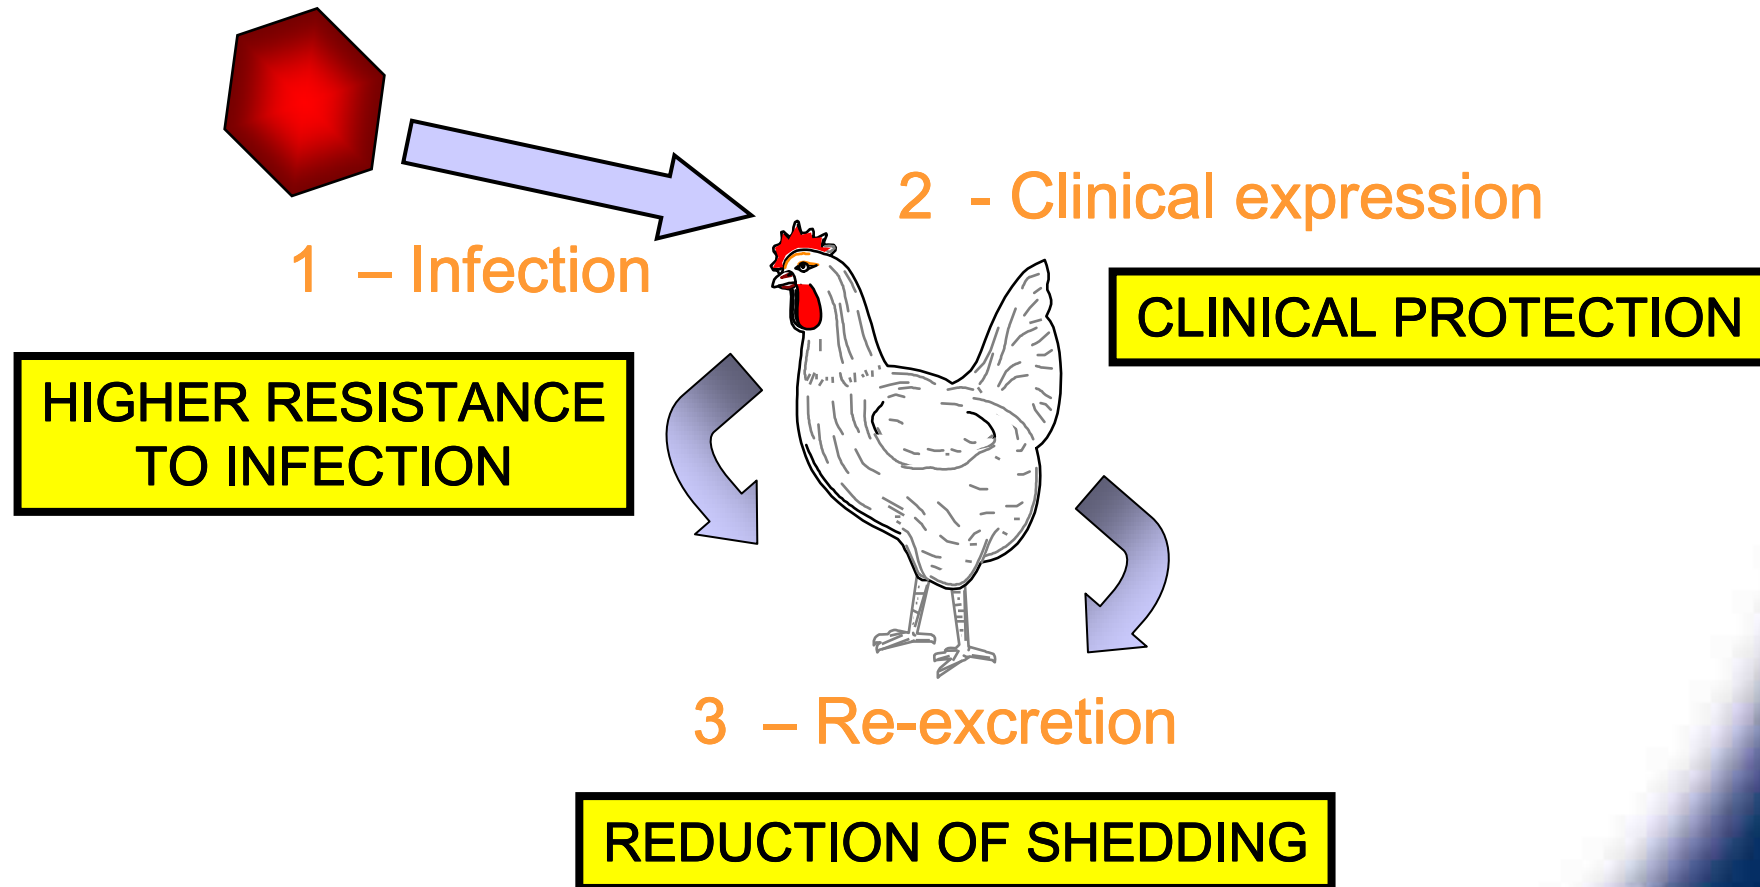 1 – Infection
HIGHER RESISTANCE
TO INFECTION
2 - Clinical expression
CLINICAL PROTECTION
3 – Re-excretion
REDUCTION OF SHEDDING